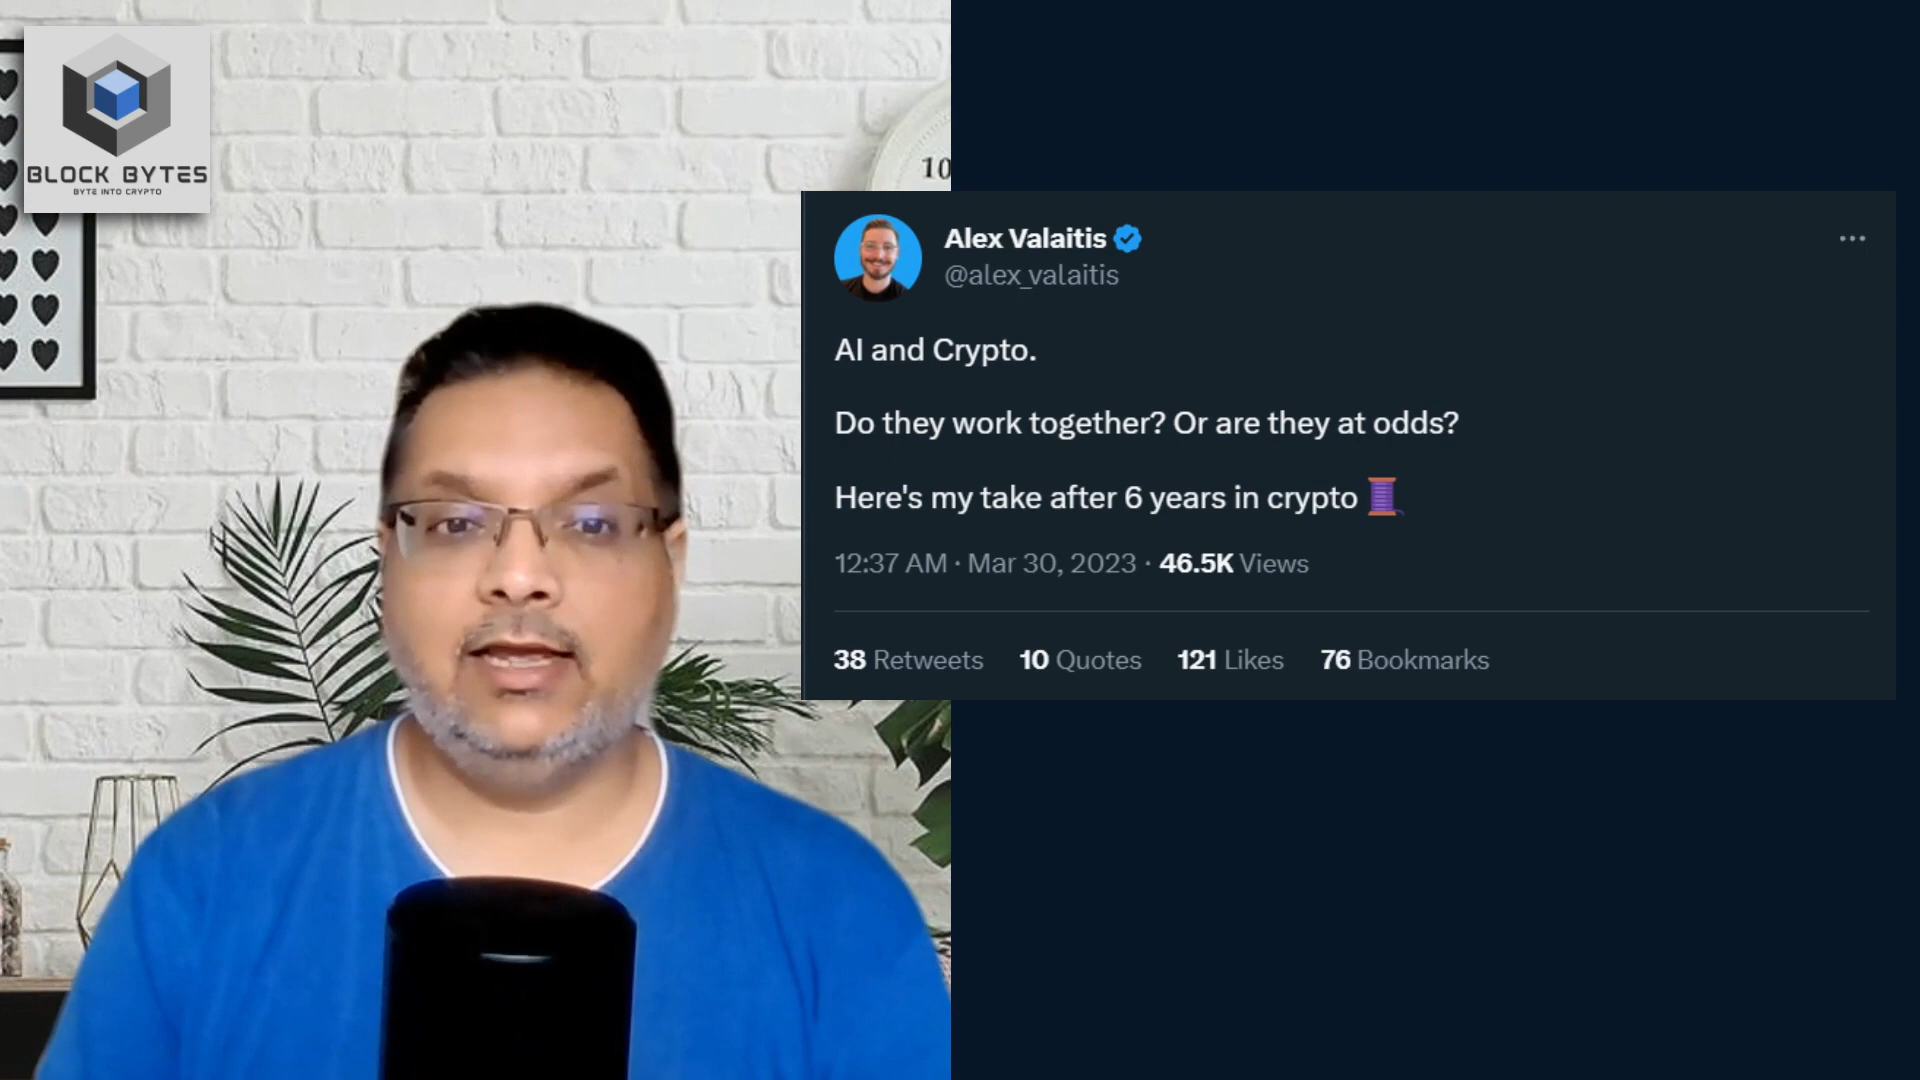 BLOCK BYTES
BYTE INTO CRYPTO
10
Alex Valaitis
@alex_valaitis
AI and Crypto.
Do they work together? Or are they at odds?
Here's my take after 6 years in crypto 🧵
12:37 AM · Mar 30, 2023 · 46.5K Views
38 Retweets 10 Quotes 121 Likes 76 Bookmarks